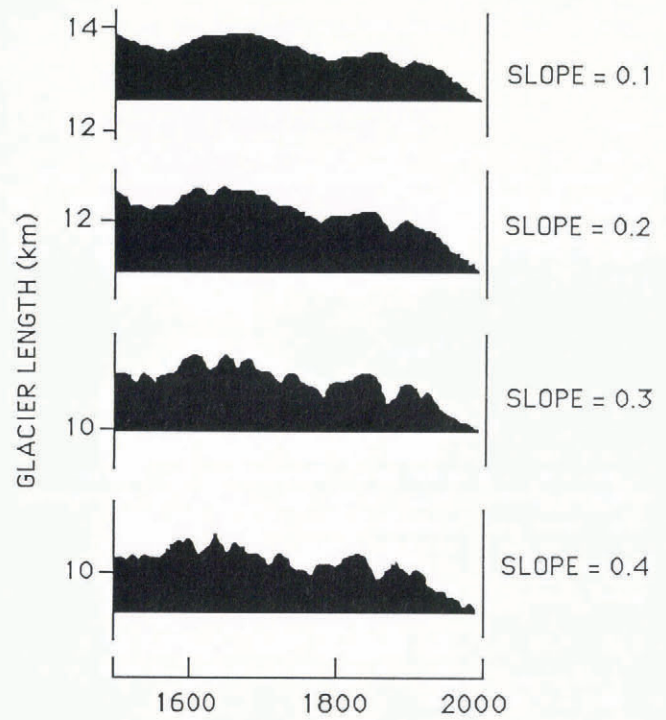 GLACIER LENGTH (km)
14
12
SLOPE = 0.1
12
SLOPE = 0.2
10
SLOPE = 0.3
10
SLOPE = 0.4
1600 1800 2000